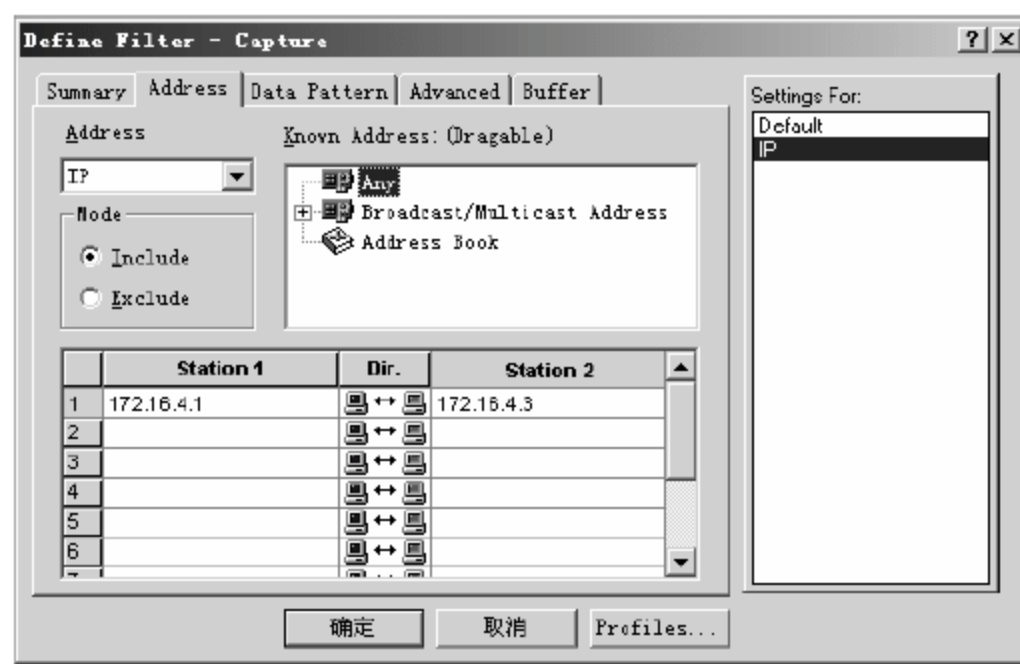 Define Filter - Capture
Summary Address Data Pattern Advanced Buffer
Address
IP
Mode
Include
Exclude
Known Address: (Dragable)
Any
Broadcast/Multicast Address
Address Book
Station 1 Dir. Station 2
1 172.16.4.1 172.16.4.3
2
3
4
5
6
Settings For:
Default
IP
确定 取消 Profiles...